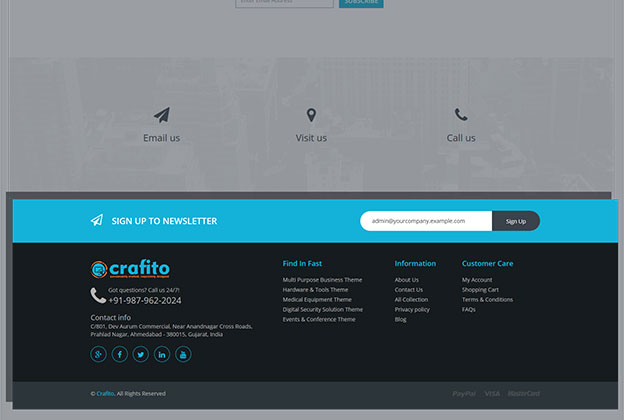 Enter Email Address SUBSCRIBE
Email us Visit us Call us
SIGN UP TO NEWSLETTER admin@yourcompany.example.com Sign Up
crafito
Got questions? Call us 24/7!
+91-987-962-2024
Contact info
C/801, Dev Aurum Commercial, Near Anandnagar Cross Roads,
Prahlad Nagar, Ahmedabad - 380015, Gujarat, India
Find In Fast
Multi Purpose Business Theme
Hardware & Tools Theme
Medical Equipment Theme
Digital Security Solution Theme
Events & Conference Theme
Information
About Us
Contact Us
All Collection
Privacy policy
Blog
Customer Care
My Account
Shopping Cart
Terms & Conditions
FAQs
© Crafito, All Rights Reserved PayPal VISA MasterCard